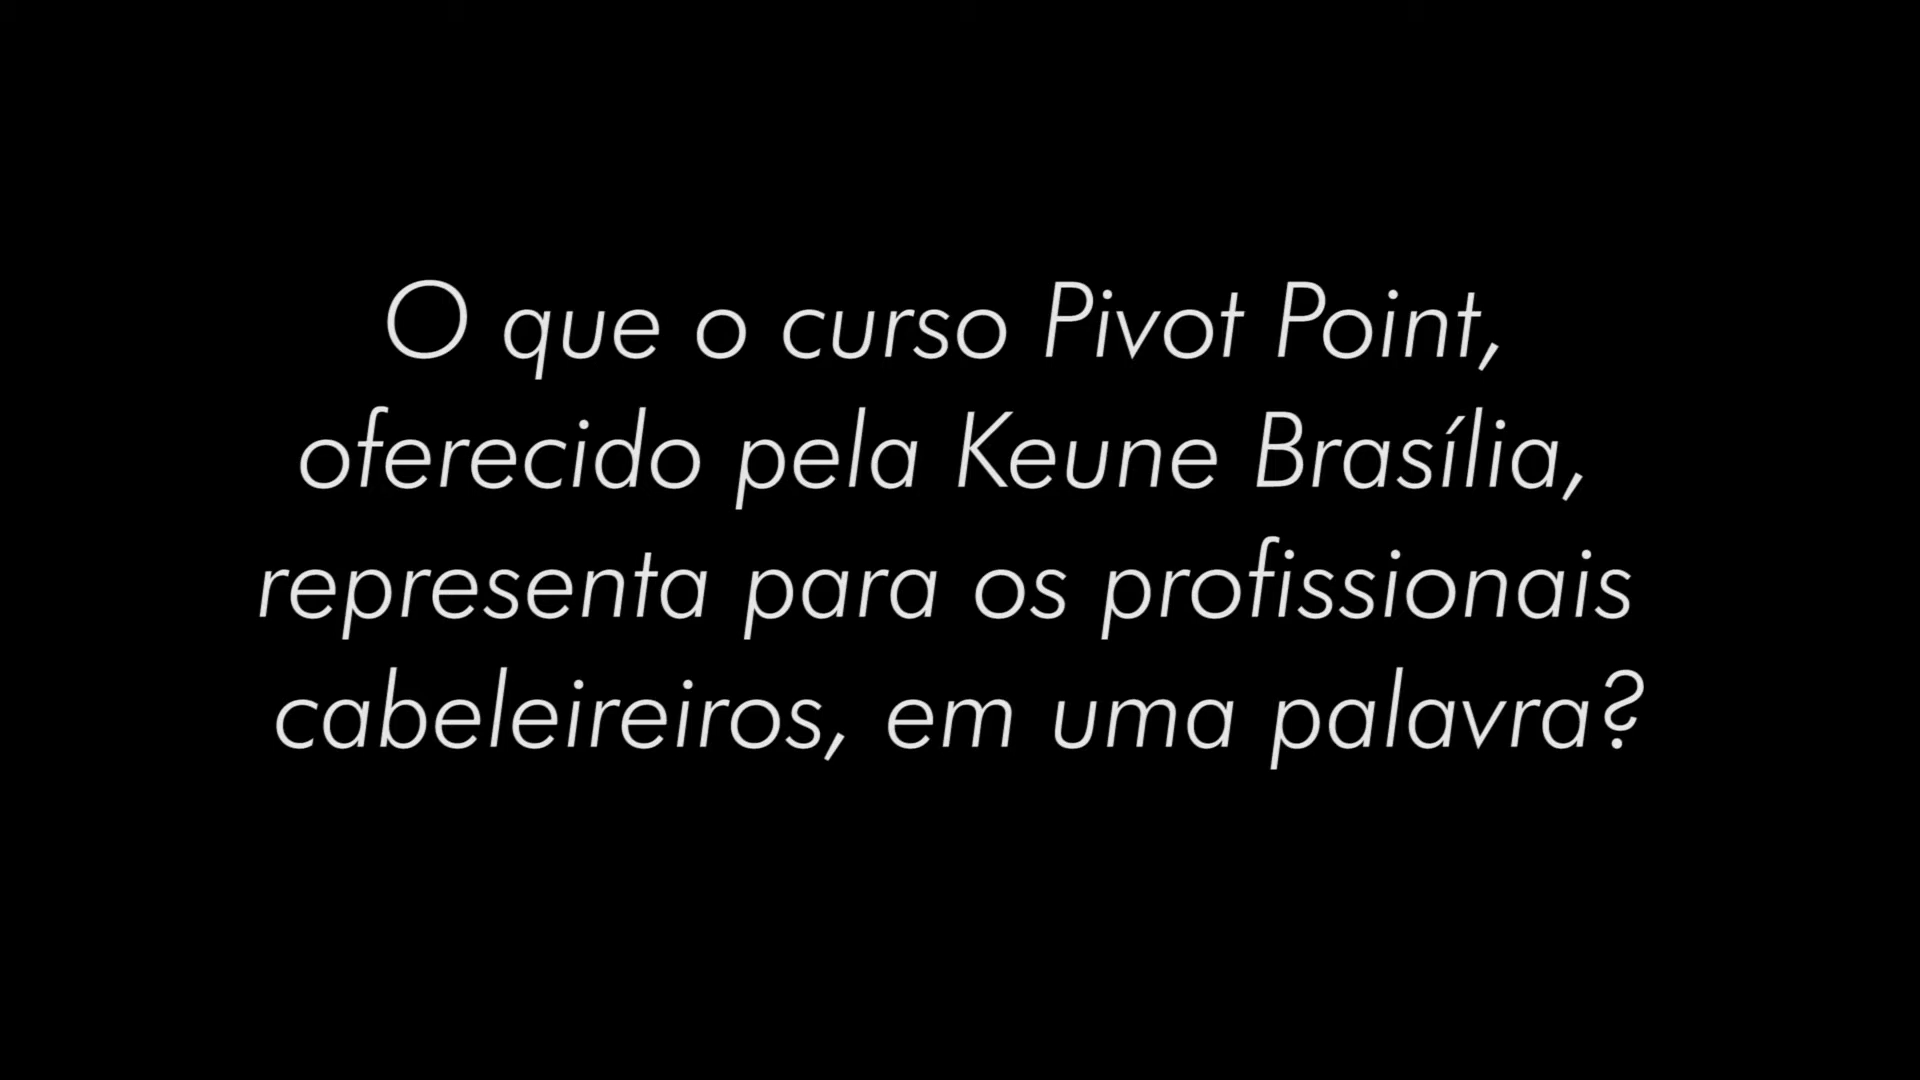 O que o curso Pivot Point,
oferecido pela Keune Brasília,
representa para os profissionais
cabeleireiros, em uma palavra?